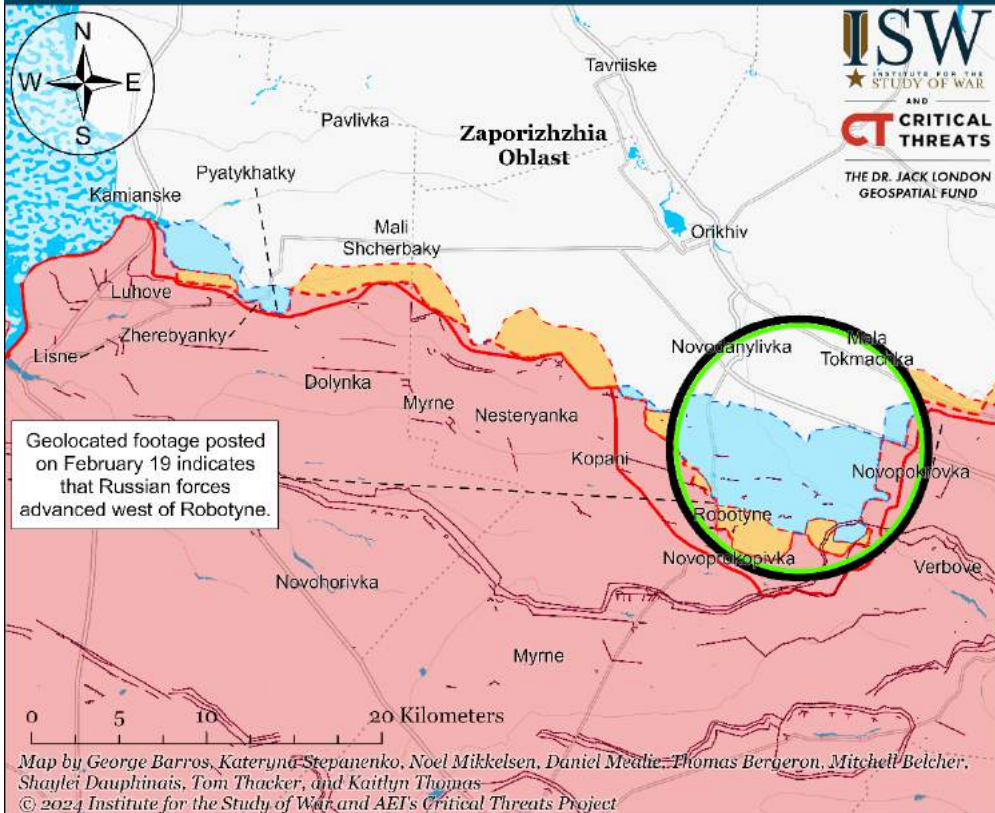 N
W E
S
ISW
INSTITUTE FOR THE
STUDY OF WAR
AND
CT CRITICAL
THREATS
THE DR. JACK LONDON
GEOSPATIAL FUND
Tavriiske
Pavlivka
Zaporizhzhia
Oblast
Pyatykhatky
Kamianske
Mali
Shcherbaky
Orikhiv
Luhove
Zherebyanky
Lisne
Novodanylivka
Mala
Tokmachka
Dolynka
Myrne
Nesteryanka
Geolocated footage posted
on February 19 indicates
that Russian forces
advanced west of Robotyne.
Kopani
Novopokrovka
Robotyne
Novoprokopivka
Verbove
Novohorivka
Myrne
0 5 10 20 Kilometers
Map by George Barros, Kateryna Stepanenko, Noel Mikkelsen, Daniel Mealie, Thomas Bergeron, Mitchell Belcher,
Shaylei Dauphinais, Tom Thacker, and Kaitlyn Thomas
© 2024 Institute for the Study of War and AEI's Critical Threats Project